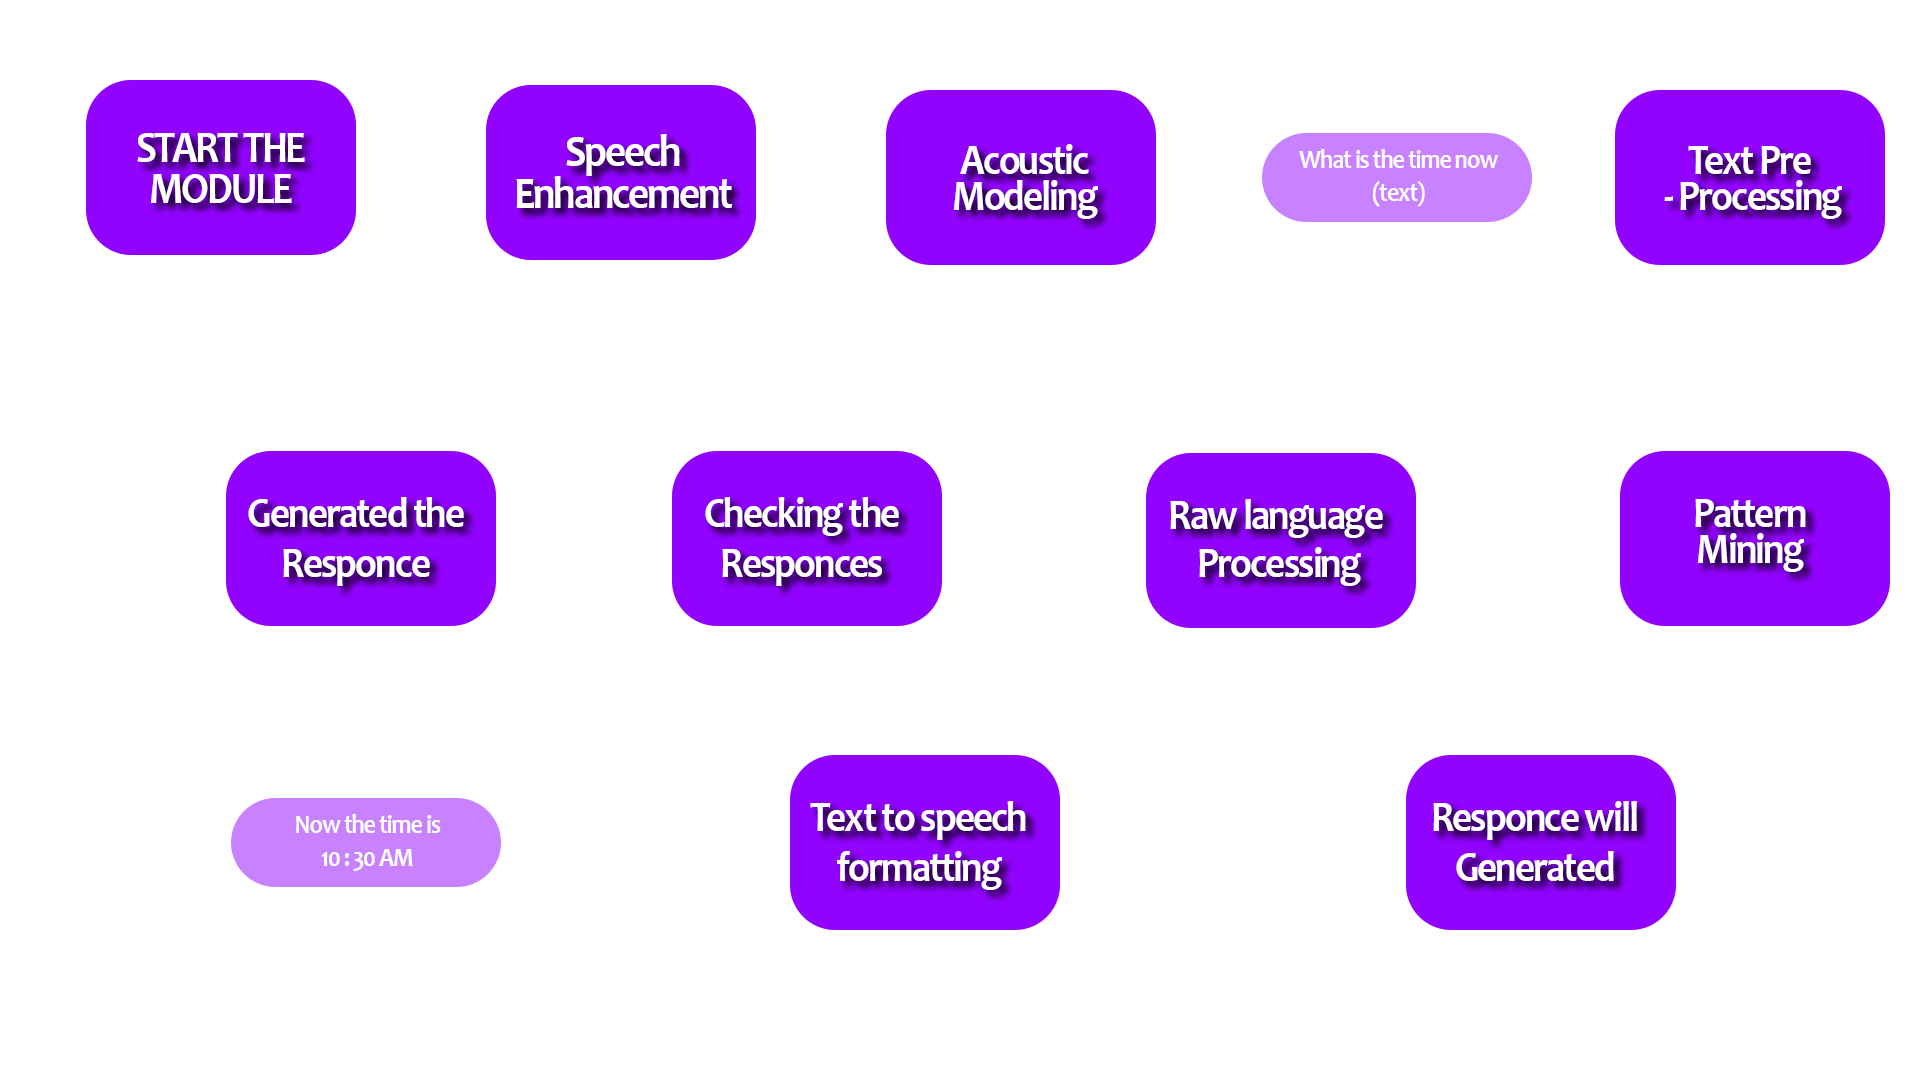 START THE
MODULE
Speech
Enhancement
Acoustic
Modeling
What is the time now
(text)
Text Pre
- Processing
Generated the
Responce
Checking the
Responces
Raw language
Processing
Pattern
Mining
Now the time is
10 : 30 AM
Text to speech
formatting
Responce will
Generated